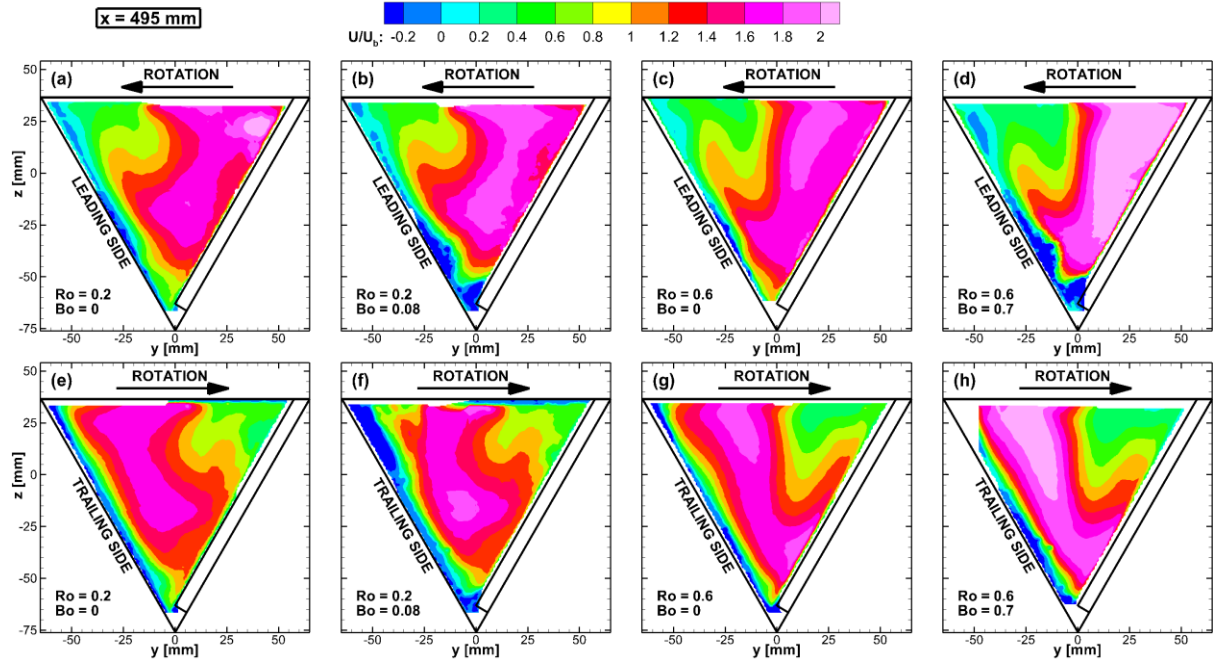 x = 495 mm
U/Ub: -0.2 0 0.2 0.4 0.6 0.8 1 1.2 1.4 1.6 1.8 2
(a) ROTATION
(b) ROTATION
(c) ROTATION
(d) ROTATION
z [mm]
25
0
-25
-50
-75
LEADING SIDE
LEADING SIDE
LEADING SIDE
LEADING SIDE
Ro = 0.2
Bo = 0
Ro = 0.2
Bo = 0.08
Ro = 0.6
Bo = 0
Ro = 0.6
Bo = 0.7
-50 -25 0 25 50
-50 -25 0 25 50
-50 -25 0 25 50
-50 -25 0 25 50
y [mm]
y [mm]
y [mm]
y [mm]
(e) ROTATION
(f) ROTATION
(g) ROTATION
(h) ROTATION
z [mm]
25
0
-25
-50
-75
TRAILING SIDE
TRAILING SIDE
TRAILING SIDE
TRAILING SIDE
Ro = 0.2
Bo = 0
Ro = 0.2
Bo = 0.08
Ro = 0.6
Bo = 0
Ro = 0.6
Bo = 0.7
-50 -25 0 25 50
-50 -25 0 25 50
-50 -25 0 25 50
-50 -25 0 25 50
y [mm]
y [mm]
y [mm]
y [mm]